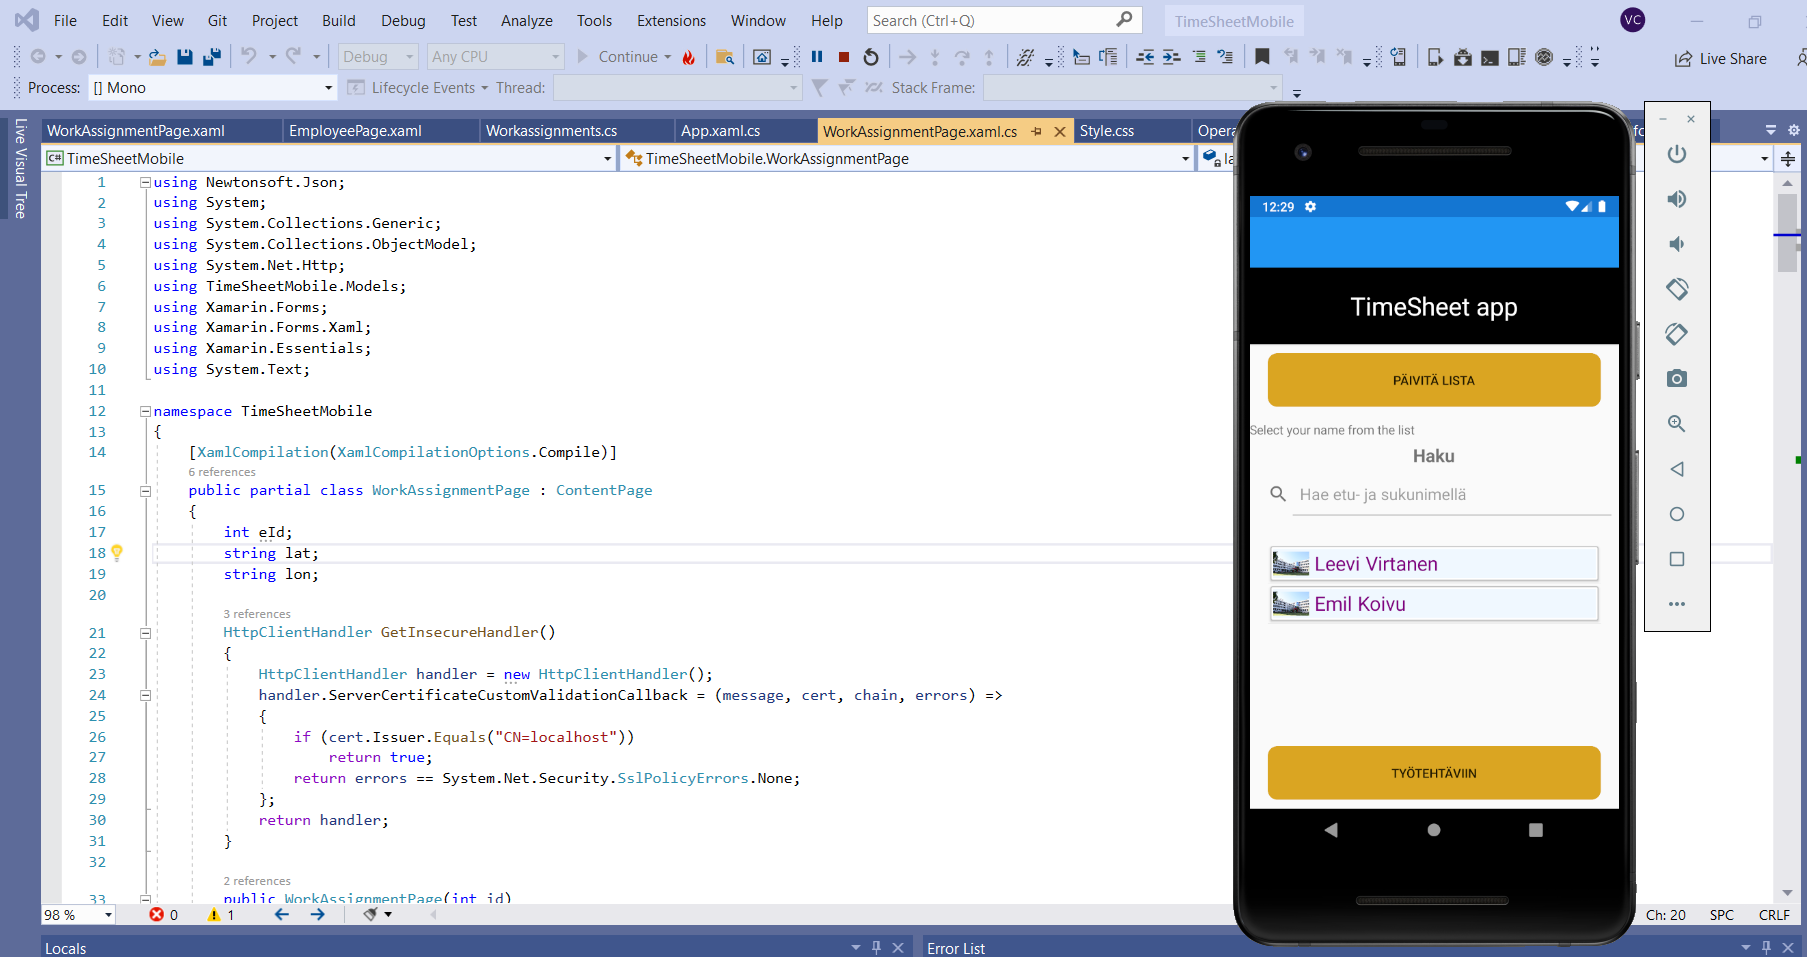 File Edit View Git Project Build Debug Test Analyze Tools Extensions Window Help Search (Ctrl+Q) TimeSheetMobile VC
Debug Any CPU Continue Live Share
Process: [] Mono Lifecycle Events Thread: Stack Frame:
Live Visual Tree
WorkAssignmentPage.xaml EmployeePage.xaml Workassignments.cs App.xaml.cs WorkAssignmentPage.xaml.cs Style.css Opera
C# TimeSheetMobile TimeSheetMobile.WorkAssignmentPage
1 using Newtonsoft.Json;
2 using System;
3 using System.Collections.Generic;
4 using System.Collections.ObjectModel;
5 using System.Net.Http;
6 using TimeSheetMobile.Models;
7 using Xamarin.Forms;
8 using Xamarin.Forms.Xaml;
9 using Xamarin.Essentials;
10 using System.Text;
11
12 namespace TimeSheetMobile
13 {
14 [XamlCompilation(XamlCompilationOptions.Compile)]
6 references
15 public partial class WorkAssignmentPage : ContentPage
16 {
17 int eId;
18 string lat;
19 string lon;
20
3 references
21 HttpClientHandler GetInsecureHandler()
22 {
23 HttpClientHandler handler = new HttpClientHandler();
24 handler.ServerCertificateCustomValidationCallback = (message, cert, chain, errors) =>
25 {
26 if (cert.Issuer.Equals("CN=localhost"))
27 return true;
28 return errors == System.Net.Security.SslPolicyErrors.None;
29 };
30 return handler;
31 }
32
2 references
33 public WorkAssignmentPage(int id)
98 % 0 1 Ch: 20 SPC CRLF
Locals Error List
12:29
TimeSheet app
PÄIVITÄ LISTA
Select your name from the list
Haku
Hae etu- ja sukunimellä
Leevi Virtanen
Emil Koivu
TYÖTEHTÄVIIN